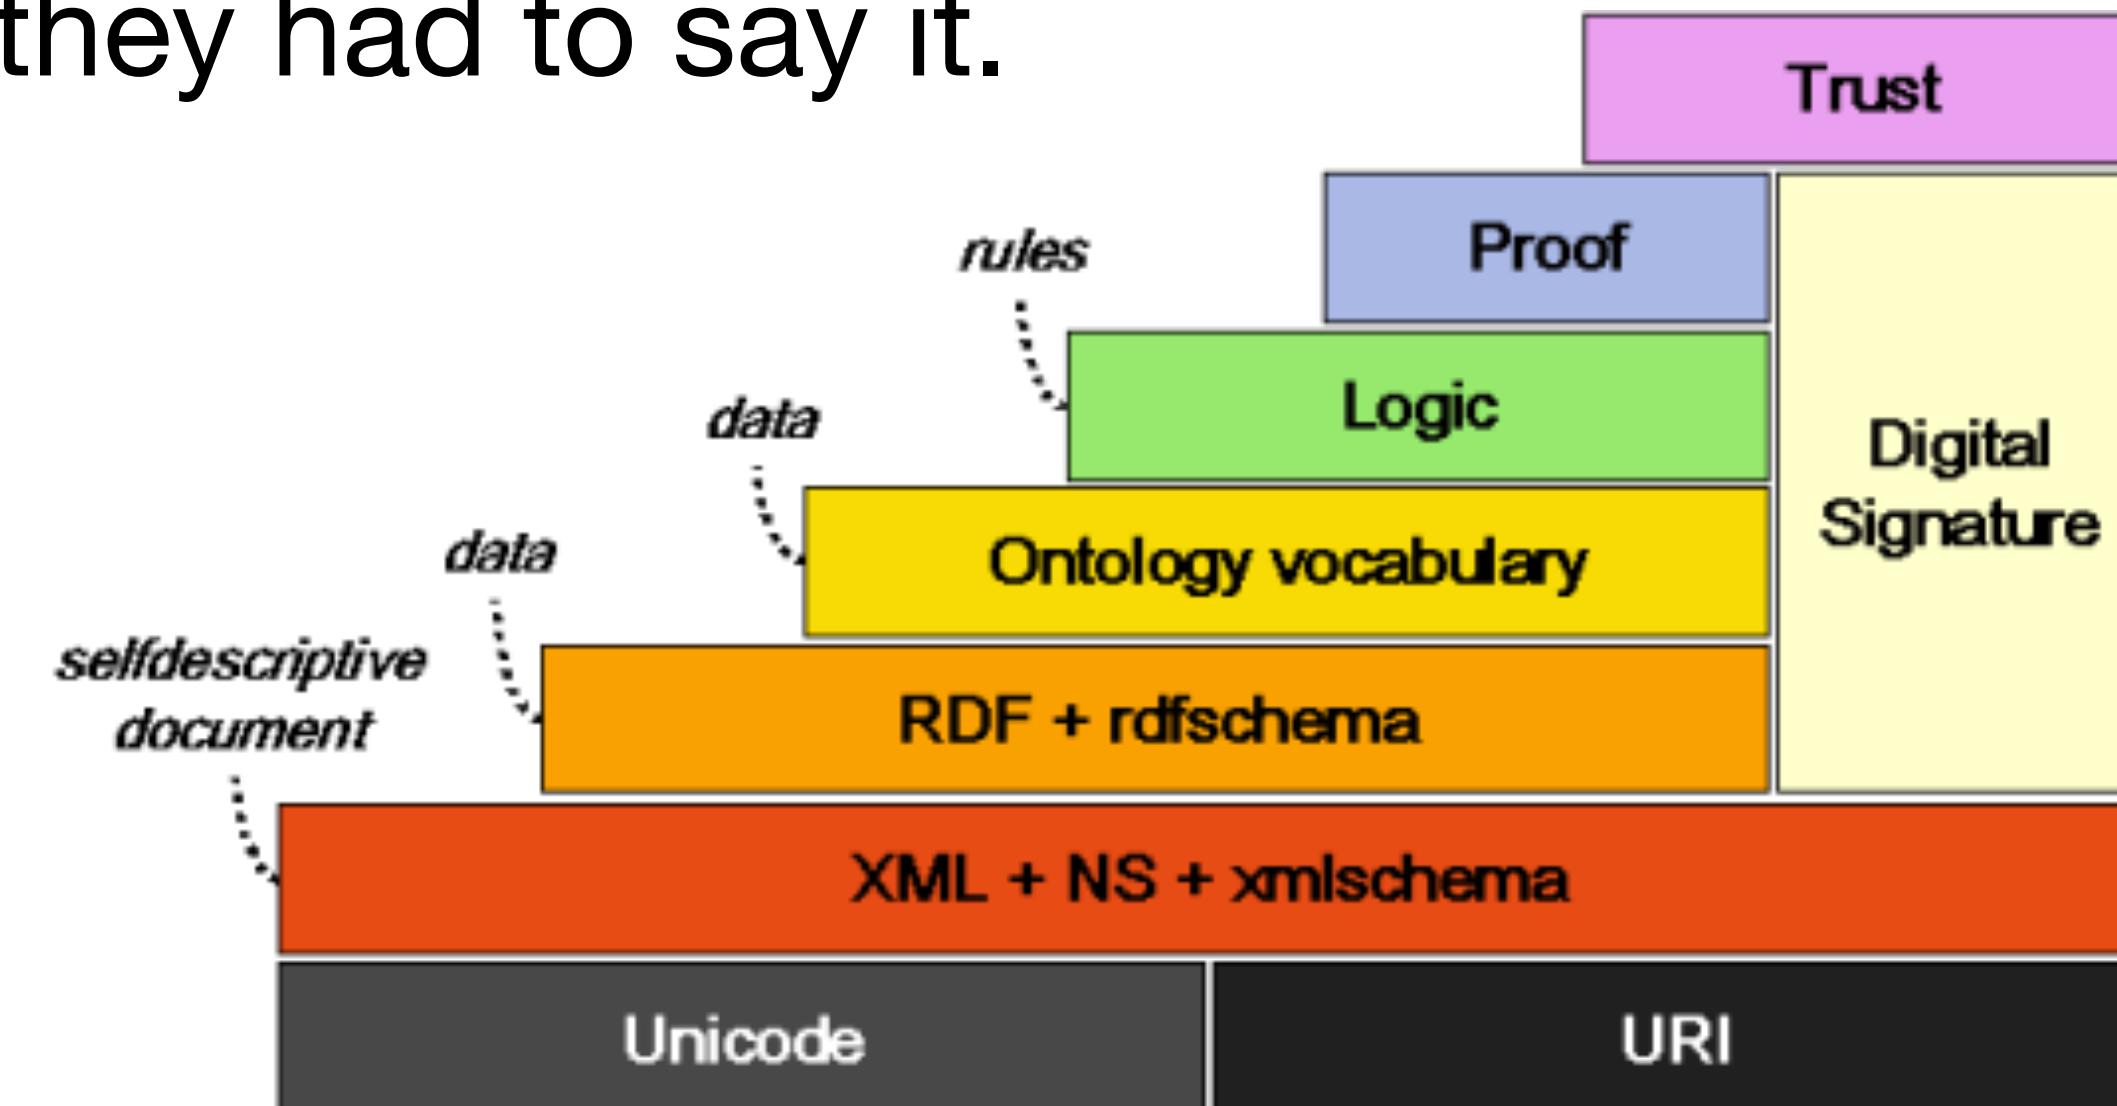 they had to say it.
Trust
Proof
rules
Logic
data
Digital
Signature
Ontology vocabulary
data
RDF + rdfschema
selfdescriptive
document
XML + NS + xmlschema
Unicode
URI